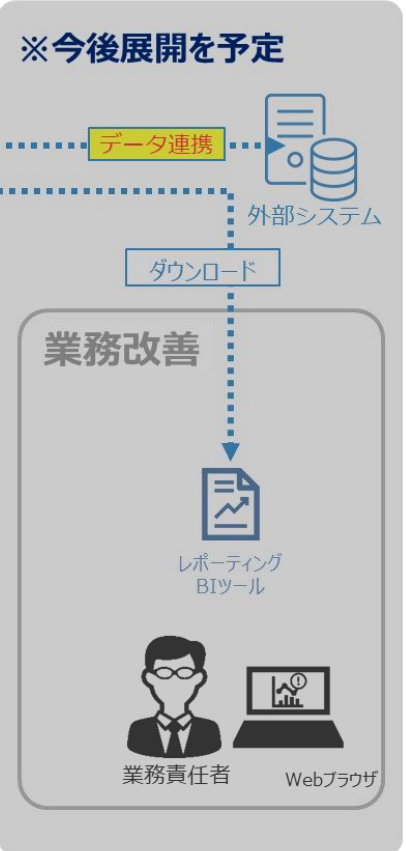 ※今後展開を予定
データ連携
外部システム
ダウンロード
業務改善
レポーティング
BIツール
業務責任者
Webブラウザ